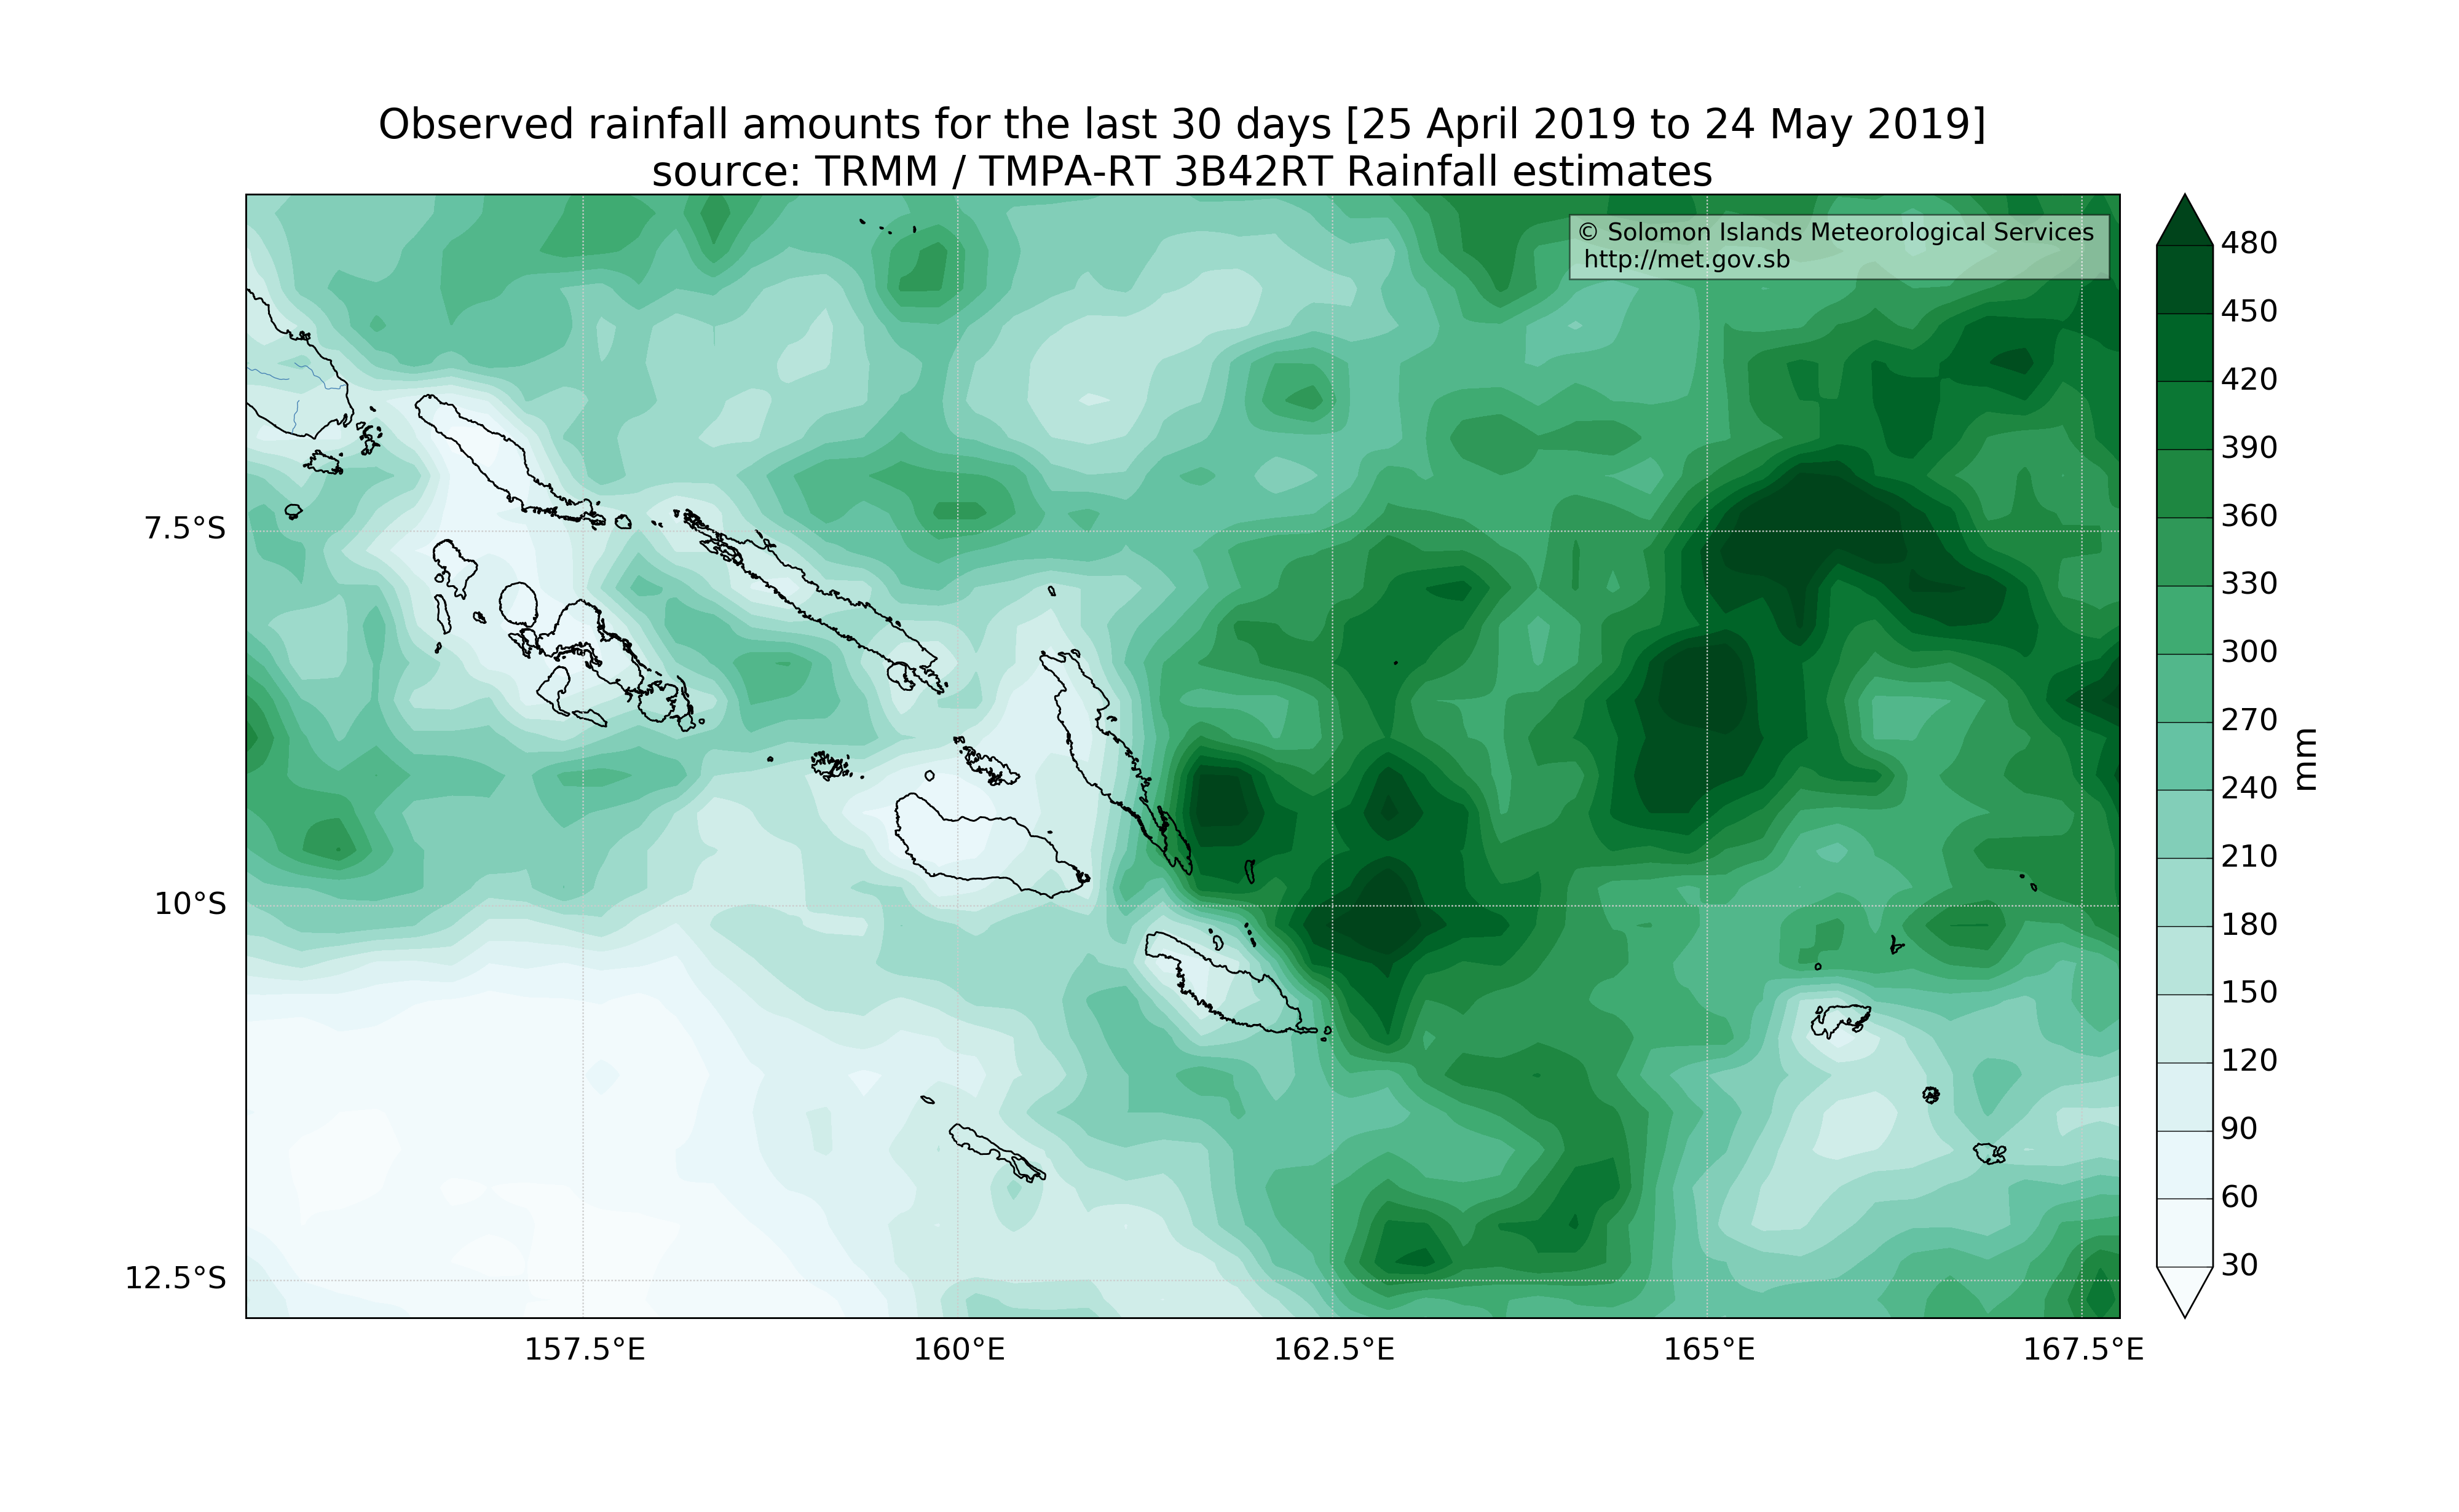 Observed rainfall amounts for the last 30 days [25 April 2019 to 24 May 2019]
source: TRMM / TMPA-RT 3B42RT Rainfall estimates
© Solomon Islands Meteorological Services
http://met.gov.sb
7.5°S
10°S
12.5°S
157.5°E
160°E
162.5°E
165°E
167.5°E
480
450
420
390
360
330
300
270
240
210
180
150
120
90
60
30
mm